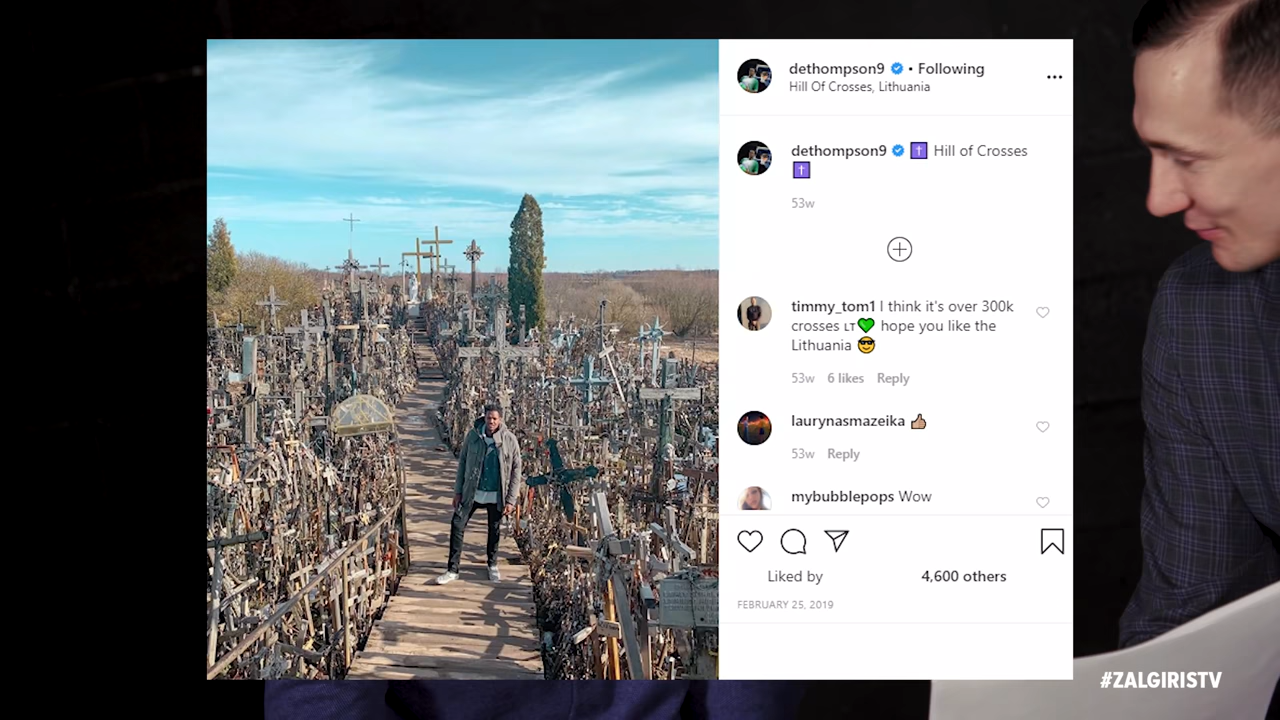 dethompson9 • Following
Hill Of Crosses, Lithuania
dethompson9 ✝️ Hill of Crosses
✝️
53w
timmy_tom1 I think it's over 300k
crosses LT💚 hope you like the
Lithuania 😎
53w 6 likes Reply
laurynasmazeika 👍🏼
53w Reply
mybubblepops Wow
Liked by 4,600 others
FEBRUARY 25, 2019
#ZALGIRISTV